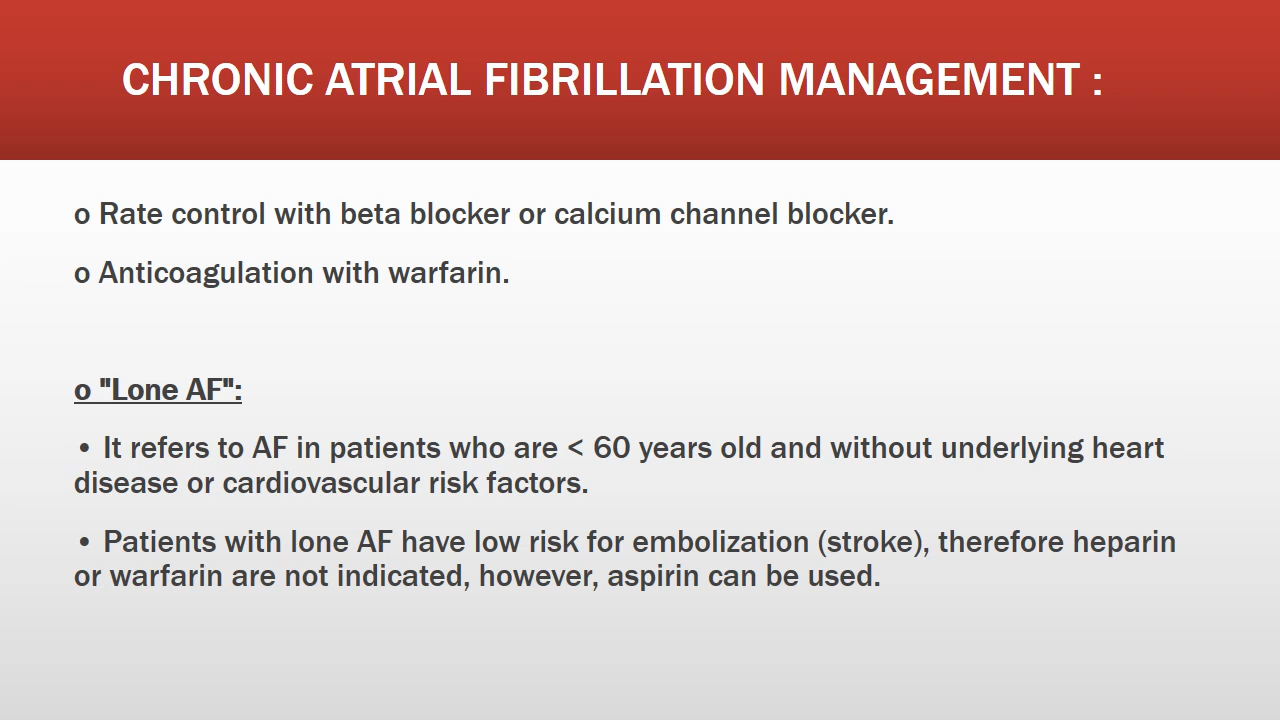 CHRONIC ATRIAL FIBRILLATION MANAGEMENT :
o Rate control with beta blocker or calcium channel blocker.
o Anticoagulation with warfarin.
o "Lone AF":
• It refers to AF in patients who are < 60 years old and without underlying heart
disease or cardiovascular risk factors.
• Patients with lone AF have low risk for embolization (stroke), therefore heparin
or warfarin are not indicated, however, aspirin can be used.